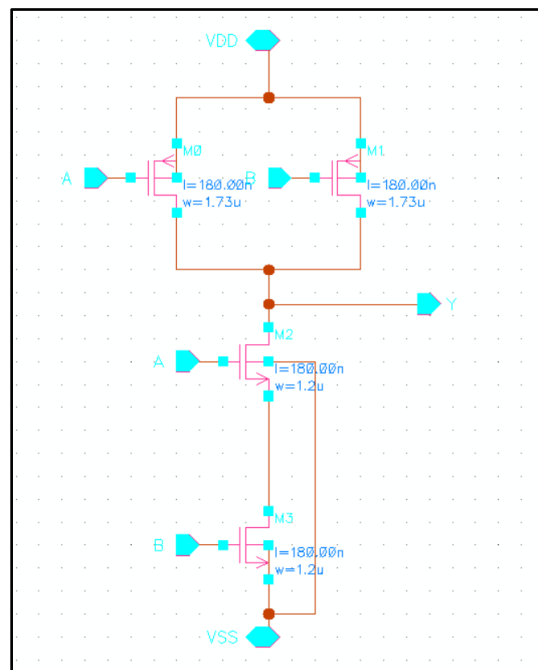 VDD
M0
A
l=180.00n
w=1.73u
M1
B
l=180.00n
w=1.73u
Y
M2
A
l=180.00n
w=1.2u
M3
B
l=180.00n
w=1.2u
VSS